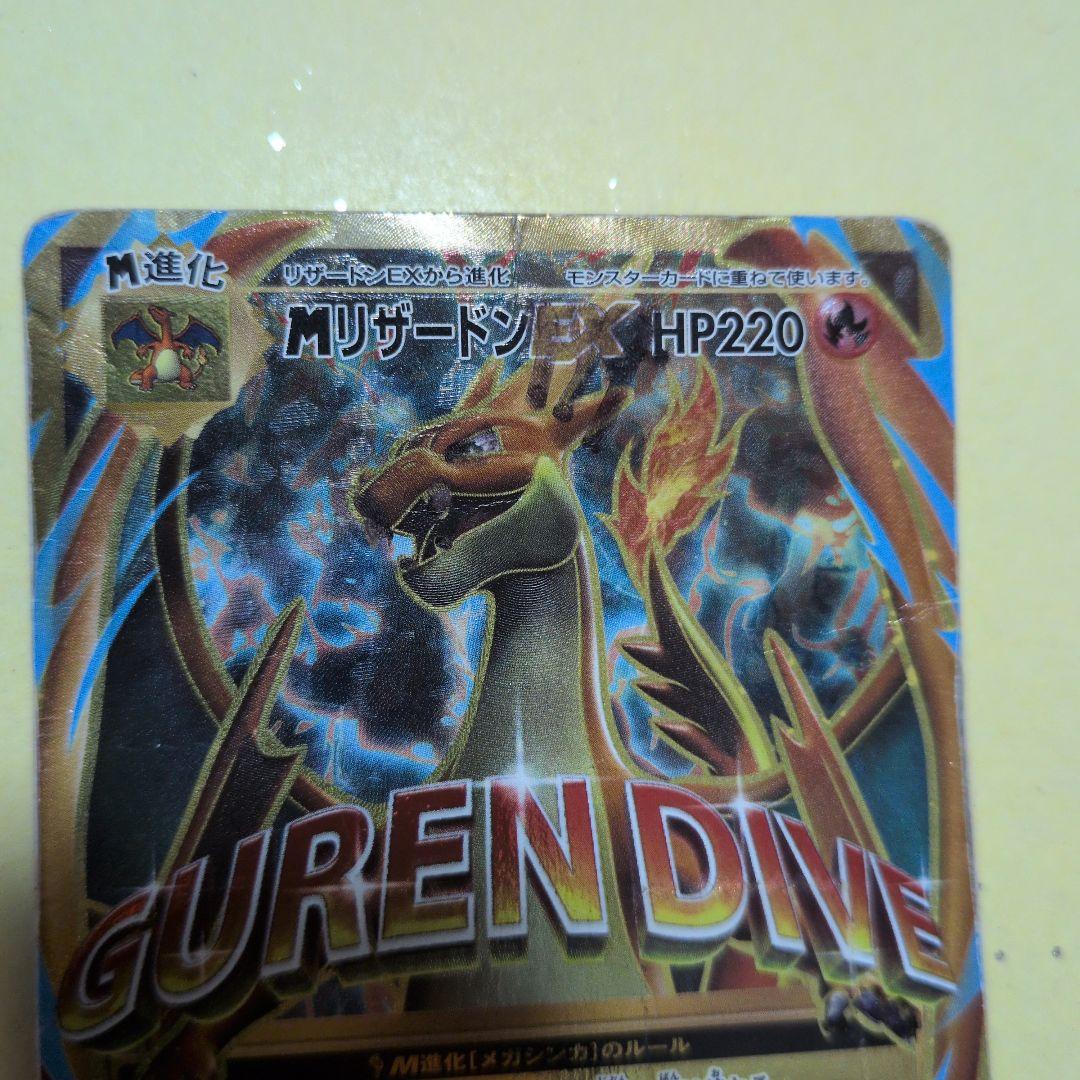 M進化
リザードンEXから進化 モンスターカードに重ねて使います。
MリザードンEX HP220
GUREN DIVE
M進化[メガシンカ]のルール